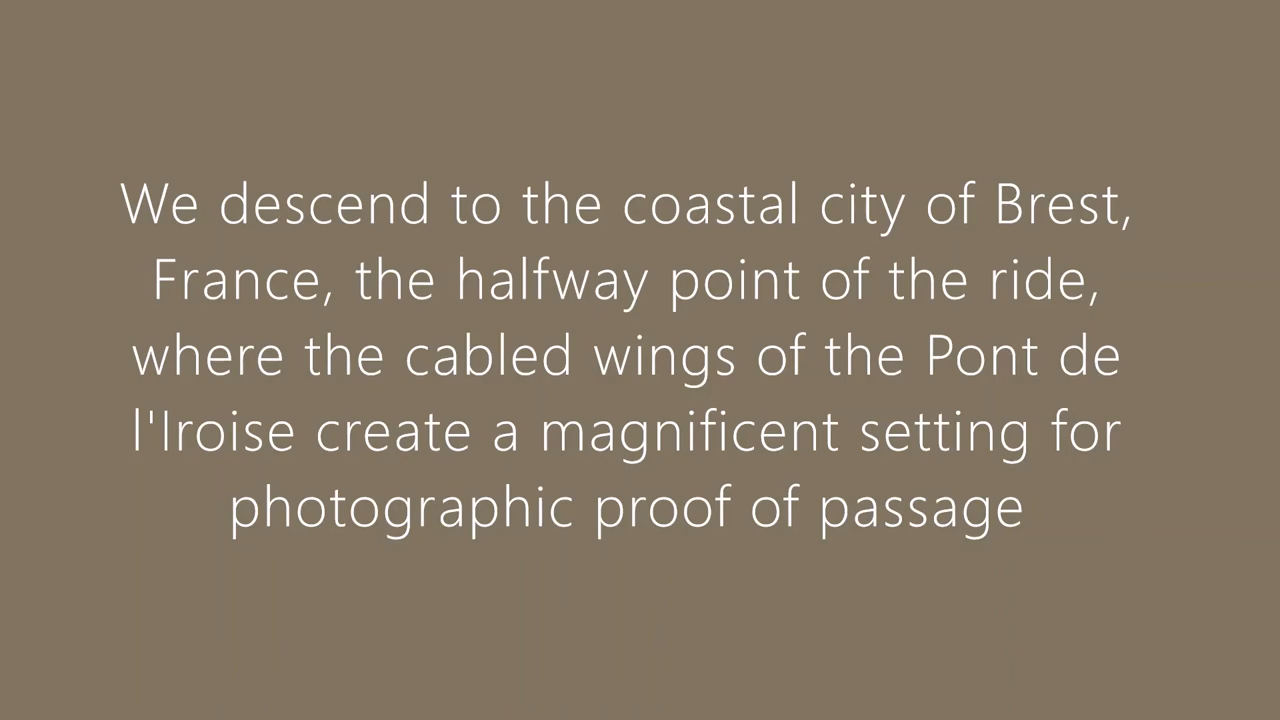 We descend to the coastal city of Brest,
France, the halfway point of the ride,
where the cabled wings of the Pont de
l'Iroise create a magnificent setting for
photographic proof of passage